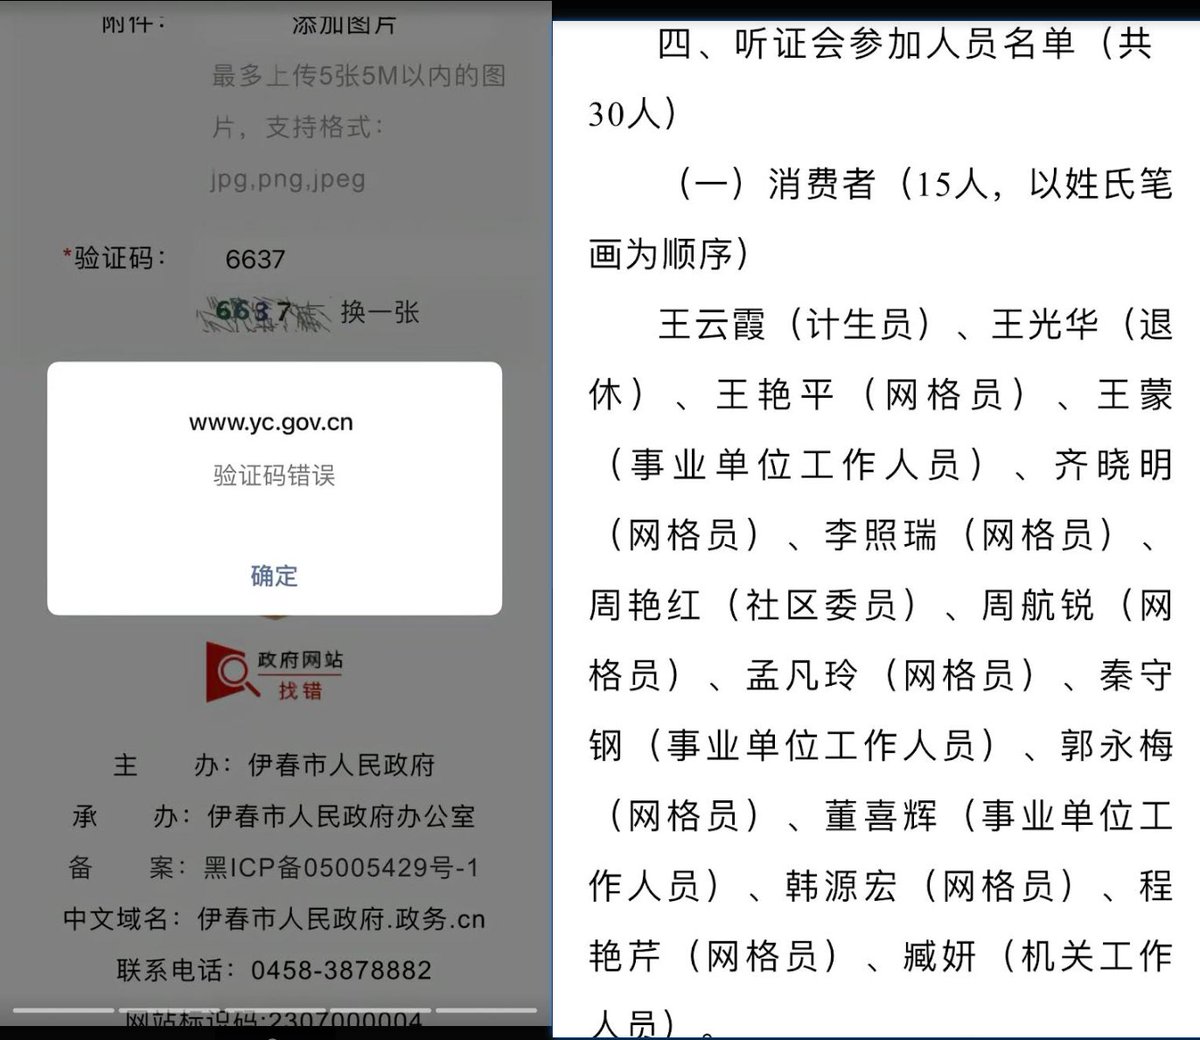 附件：
添加图片
最多上传5张5M以内的图
片，支持格式：
jpg,png,jpeg
*验证码：
6637
6637
换一张
www.yc.gov.cn
验证码错误
确定
政府网站
找错
主 办：伊春市人民政府
承 办：伊春市人民政府办公室
备 案：黑ICP备05005429号-1
中文域名：伊春市人民政府.政务.cn
联系电话：0458-3878882
网站标识码:2307000004
四、听证会参加人员名单（共
30人）
（一）消费者（15人，以姓氏笔
画为顺序）
王云霞（计生员）、王光华（退
休）、王艳平（网格员）、王蒙
（事业单位工作人员）、齐晓明
（网格员）、李照瑞（网格员）、
周艳红（社区委员）、周航锐（网
格员）、孟凡玲（网格员）、秦守
钢（事业单位工作人员）、郭永梅
（网格员）、董喜辉（事业单位工
作人员）、韩源宏（网格员）、程
艳芹（网格员）、臧妍（机关工作
人员）。